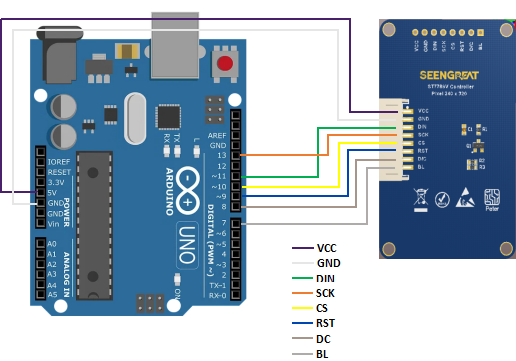 VCC
GND
DIN
SCK
CS
RST
D/C
BL
SEENGREAT
ST7789V Controller
Pixel 240 x 320
VCC
GND
DIN
SCK
CS
RST
D/C
BL
C1
R1
Q1
R2
R3
IOREF
RESET
3.3V
5V
GND
GND
Vin
POWER
A0
A1
A2
A3
A4
A5
ANALOG IN
RX
TX
L
ARDUINO
UNO
ON
AREF
GND
13
12
~11
~10
~9
8
7
~6
~5
4
~3
2
TX-1
RX-0
DIGITAL (PWM ~)
VCC
GND
DIN
SCK
CS
RST
DC
BL